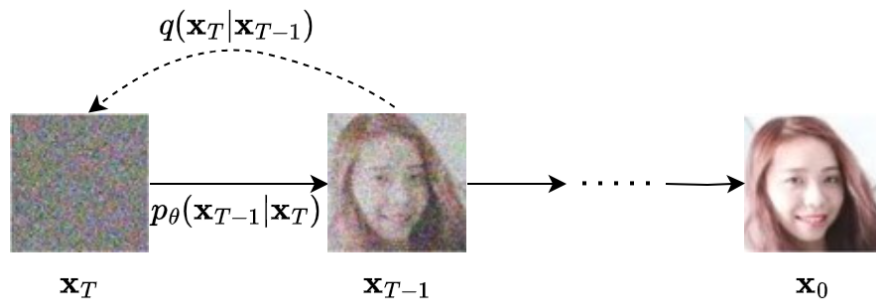 q(x_T|x_{T−1})
p_θ(x_{T−1}|x_T)
x_T
x_{T−1}
x_0